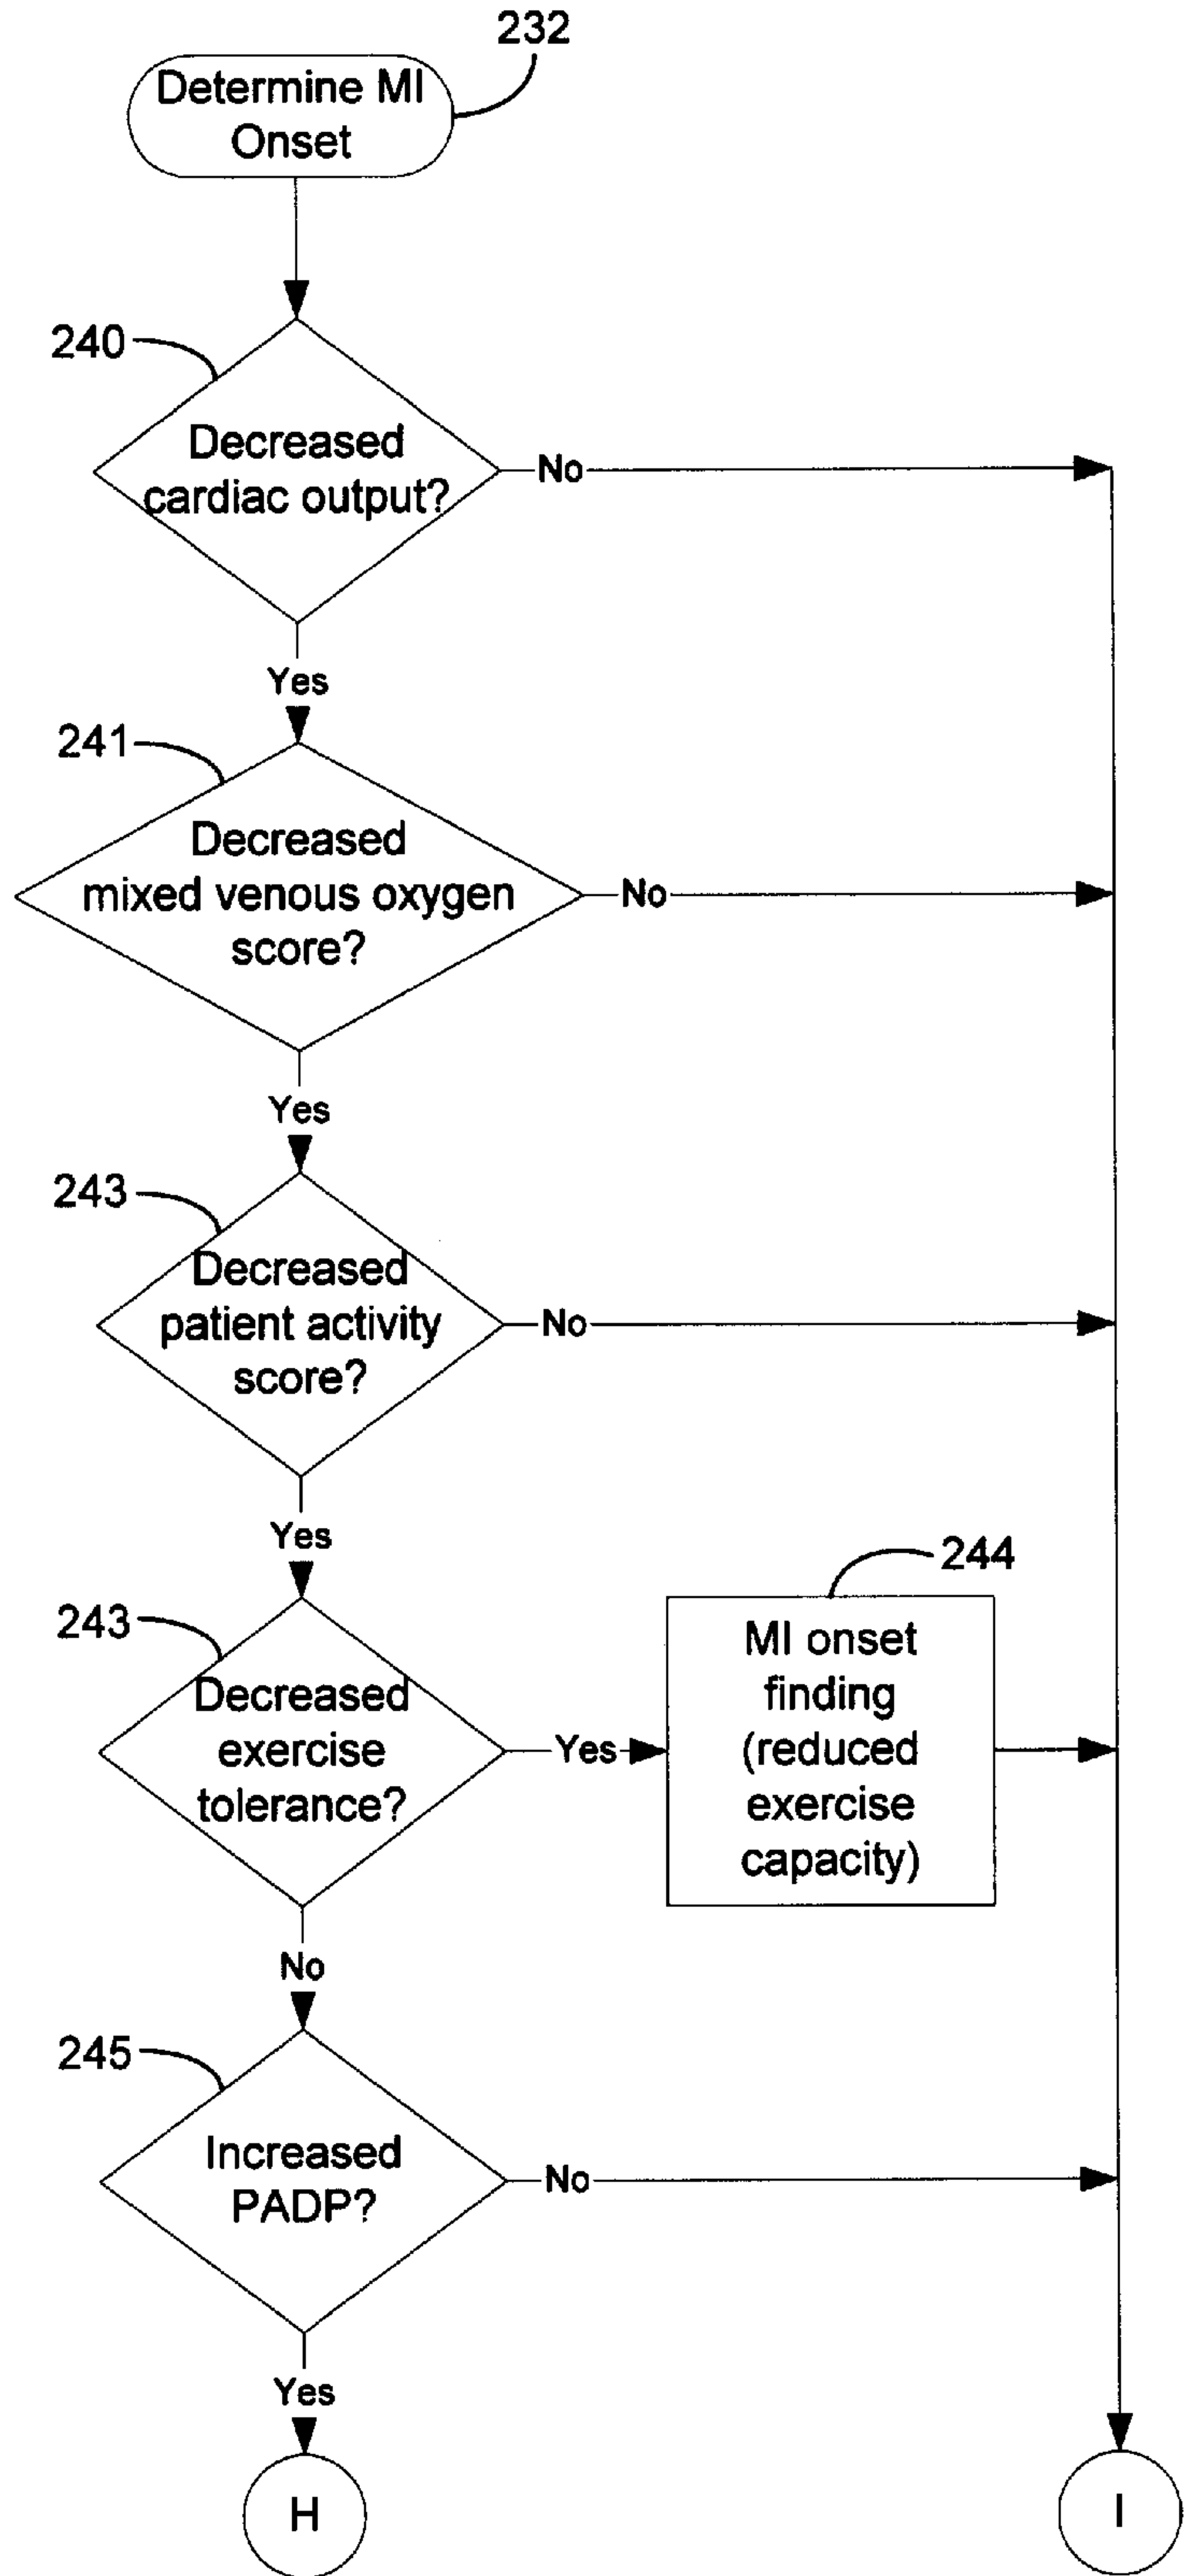 232
Determine MI
Onset
240
Decreased
cardiac output?
No
Yes
241
Decreased
mixed venous oxygen
score?
No
Yes
243
Decreased
patient activity
score?
No
Yes
243
Decreased
exercise
tolerance?
Yes
244
MI onset
finding
(reduced
exercise
capacity)
No
245
Increased
PADP?
No
Yes
H
I